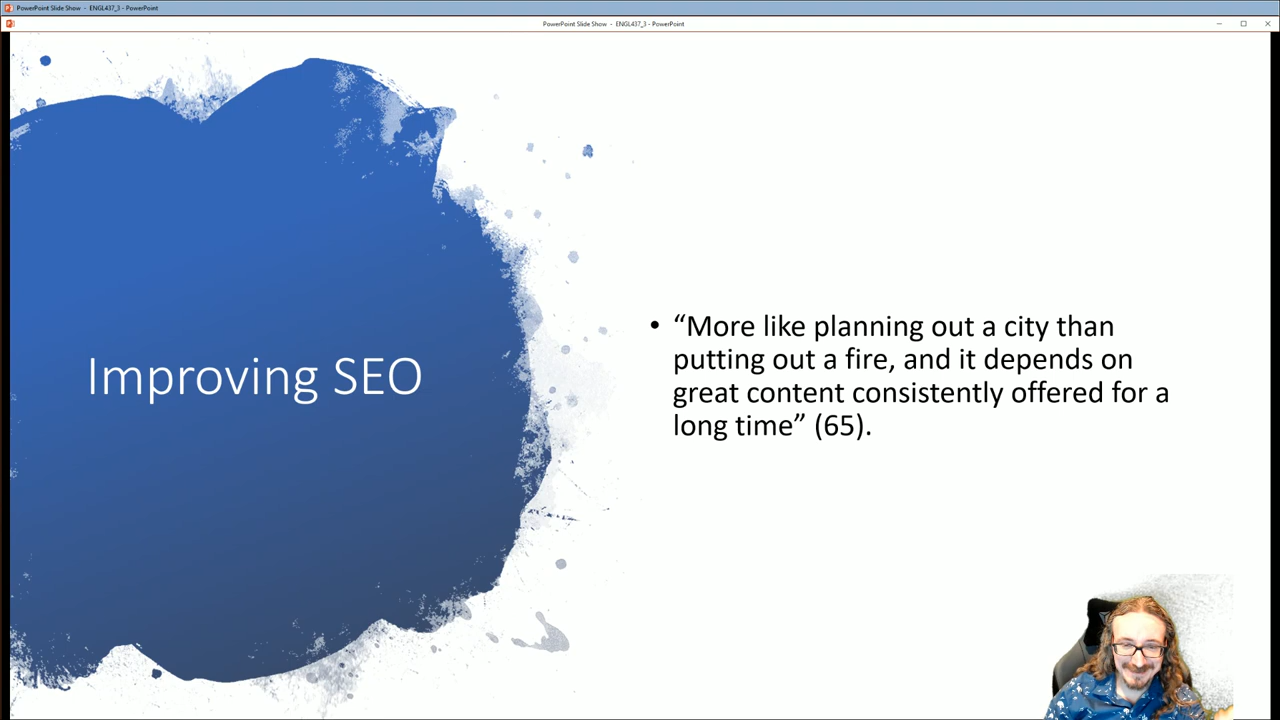 PowerPoint Slide Show - ENGL437_3 - PowerPoint
PowerPoint Slide Show - ENGL437_3 - PowerPoint
Improving SEO
• “More like planning out a city than
putting out a fire, and it depends on
great content consistently offered for a
long time” (65).